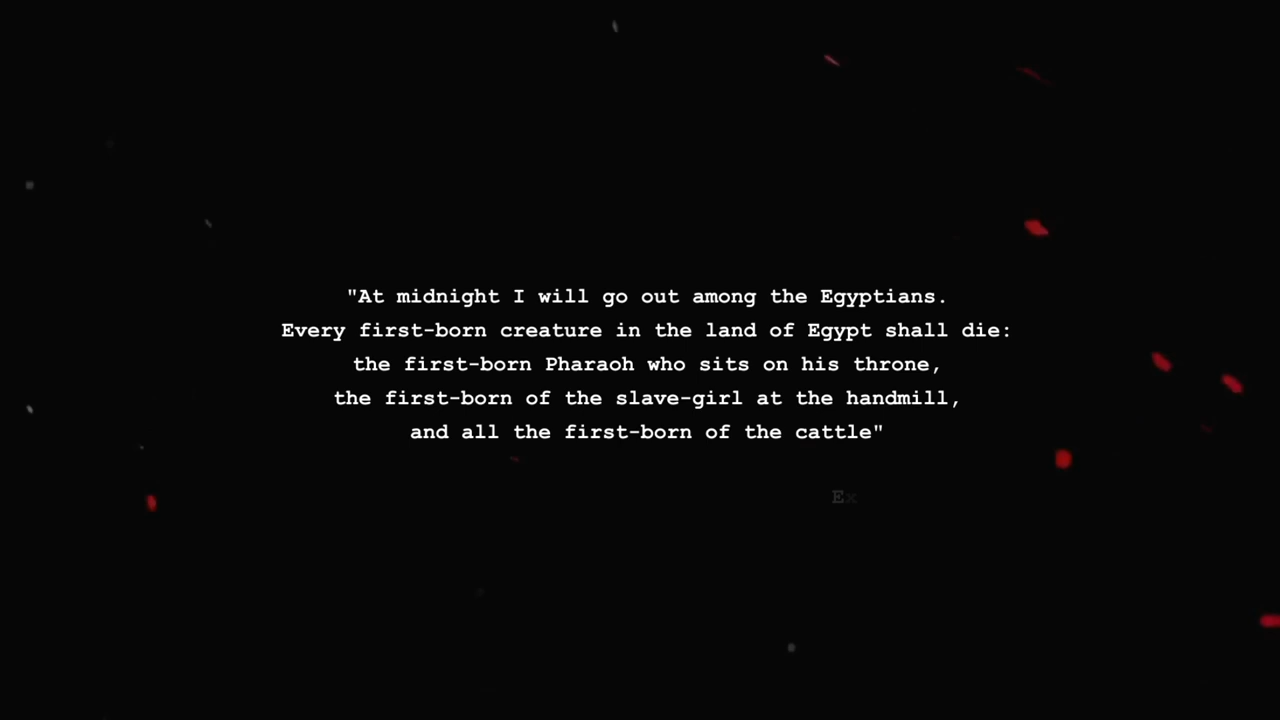 "At midnight I will go out among the Egyptians.
Every first-born creature in the land of Egypt shall die:
the first-born Pharaoh who sits on his throne,
the first-born of the slave-girl at the handmill,
and all the first-born of the cattle"
Ex